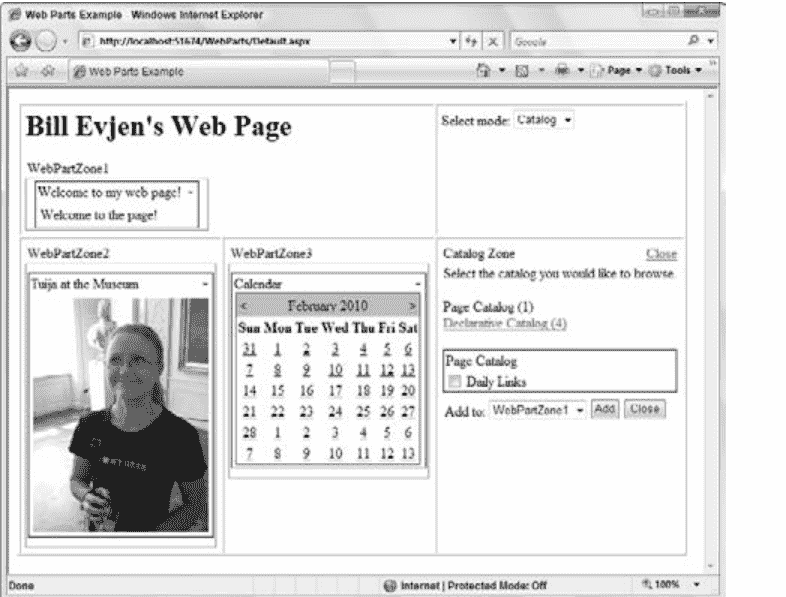 Web Parts Example - Windows Internet Explorer
http://localhost:51674/WebParts/Default.aspx
Google
Web Parts Example
Page
Tools
Bill Evjen's Web Page
Select mode: Catalog
WebPartZone1
Welcome to my web page!
Welcome to the page!
WebPartZone2
Tuija at the Museum
WebPartZone3
Calendar
< February 2010 >
Sun Mon Tue Wed Thu Fri Sat
31 1 2 3 4 5 6
7 8 9 10 11 12 13
14 15 16 17 18 19 20
21 22 23 24 25 26 27
28 1 2 3 4 5 6
7 8 9 10 11 12 13
Catalog Zone Close
Select the catalog you would like to browse.
Page Catalog (1)
Declarative Catalog (4)
Page Catalog
Daily Links
Add to: WebPartZone1 Add Close
Done
Internet | Protected Mode: Off
100%